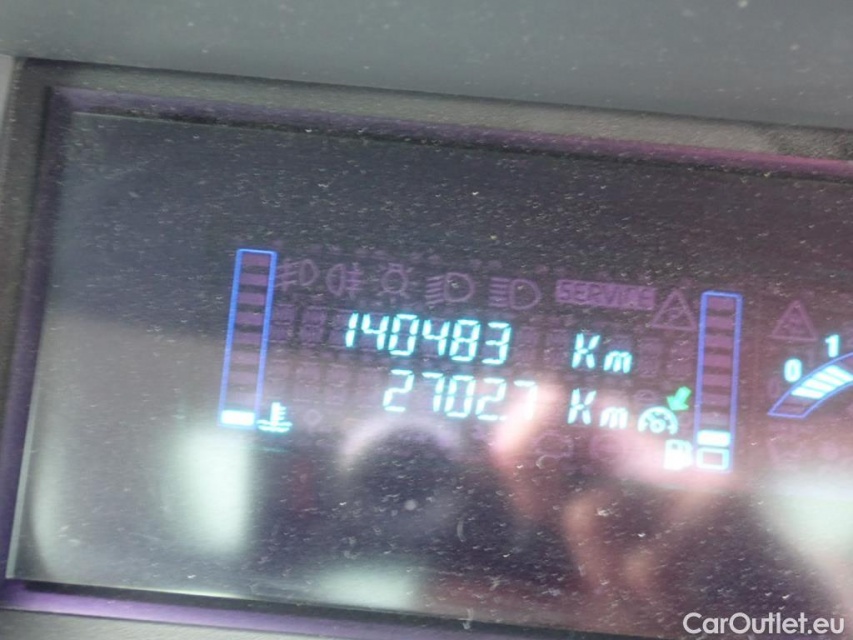 SERVICE
140483 Km
27027 Km
0 1
CarOutlet.eu